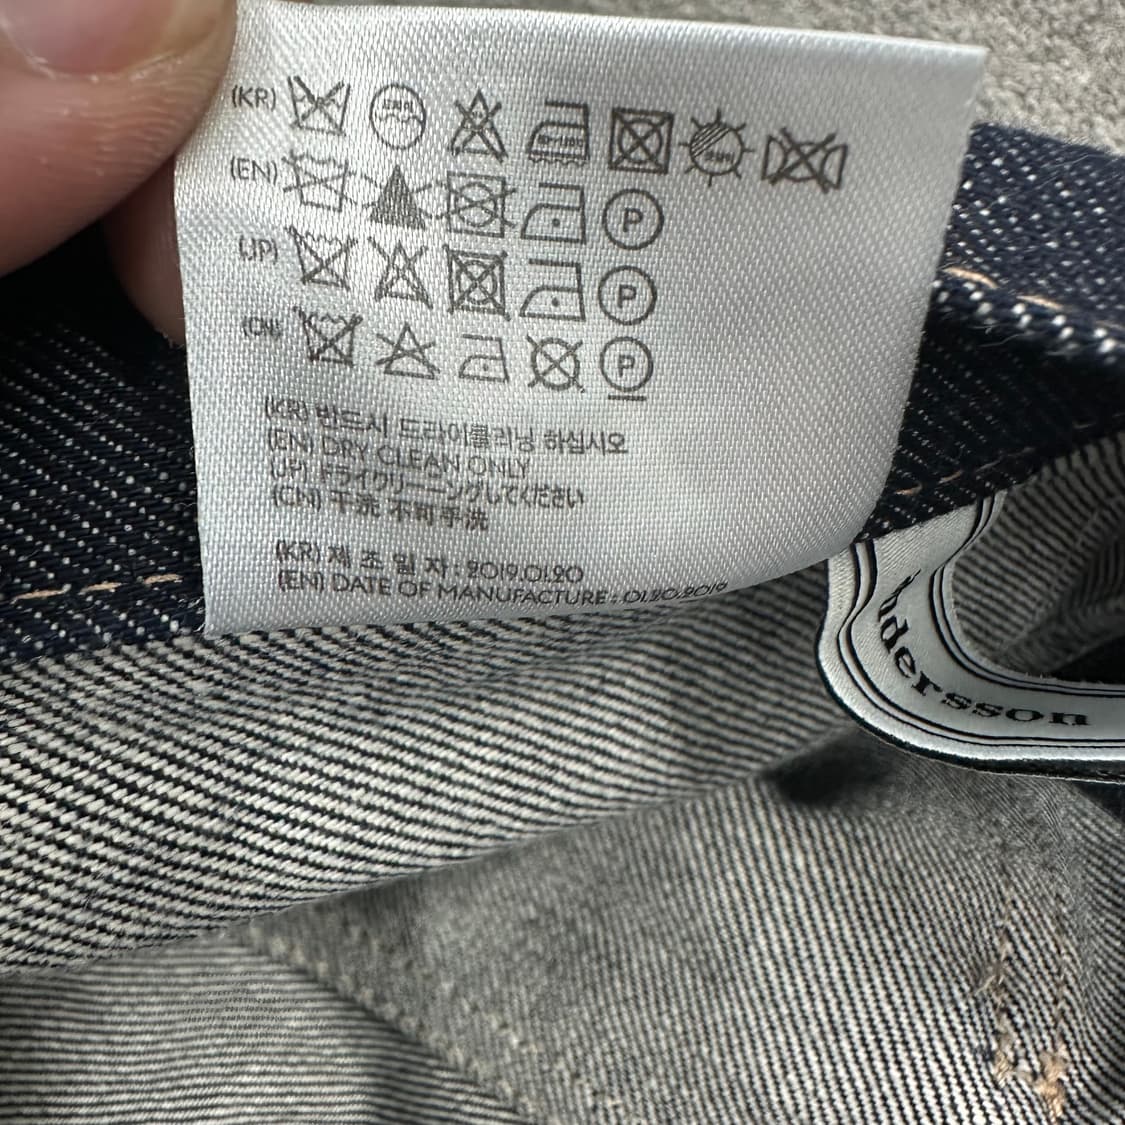 (KR)
(EN) P
(JP) P
(CN) P
(KR) 반드시 드라이클리닝 하십시오
(EN) DRY CLEAN ONLY
(JP) ドライクリーニングしてください
(CN) 干洗 不可手洗
(KR) 제 조 일 자 : 2019.01.20
(EN) DATE OF MANUFACTURE : 01.20.2019
Andersson